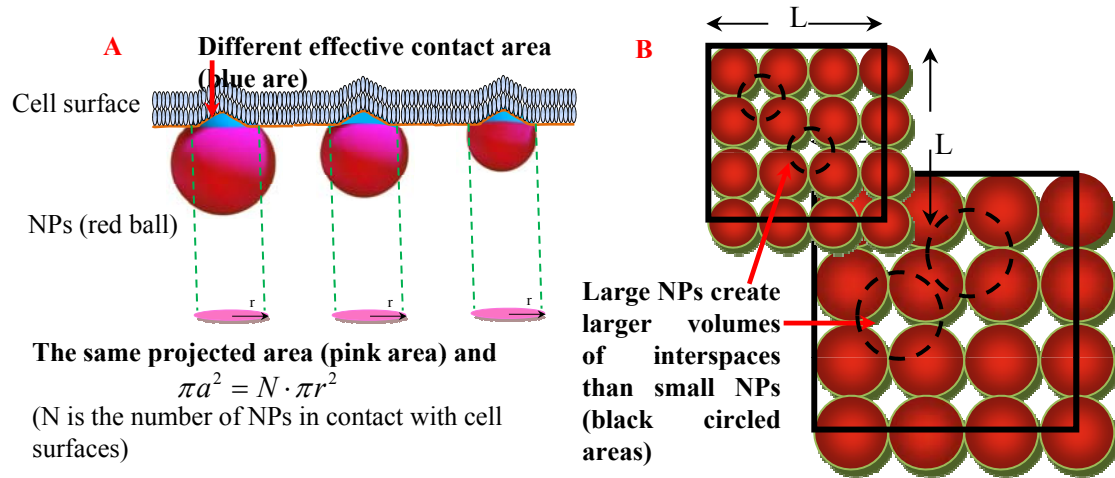 A
Different effective contact area
(blue are)
Cell surface
NPs (red ball)
r
r
r
The same projected area (pink area) and
πa² = N · πr²
(N is the number of NPs in contact with cell
surfaces)
B
L
L
Large NPs create
larger volumes
of interspaces
than small NPs
(black circled
areas)